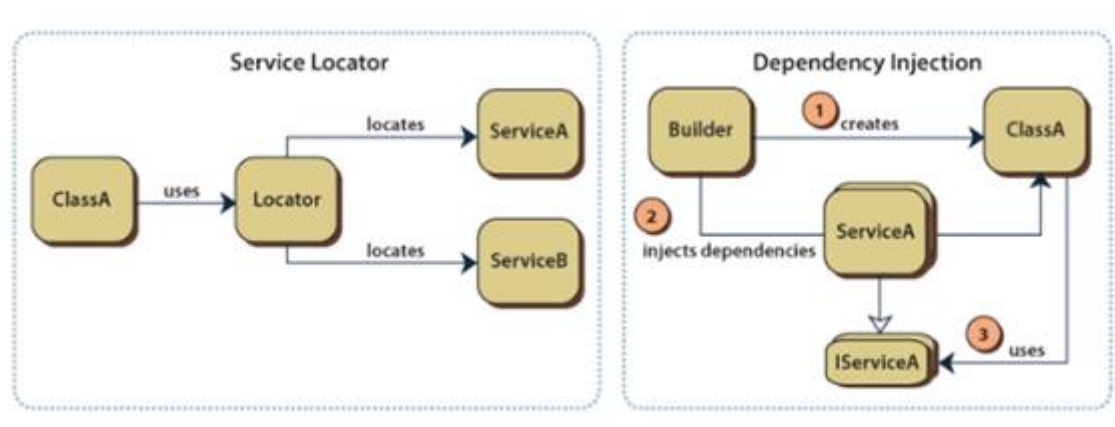 Service Locator
ClassA
uses
Locator
locates
ServiceA
locates
ServiceB
Dependency Injection
Builder
1
creates
ClassA
2
injects dependencies
ServiceA
3
uses
IServiceA